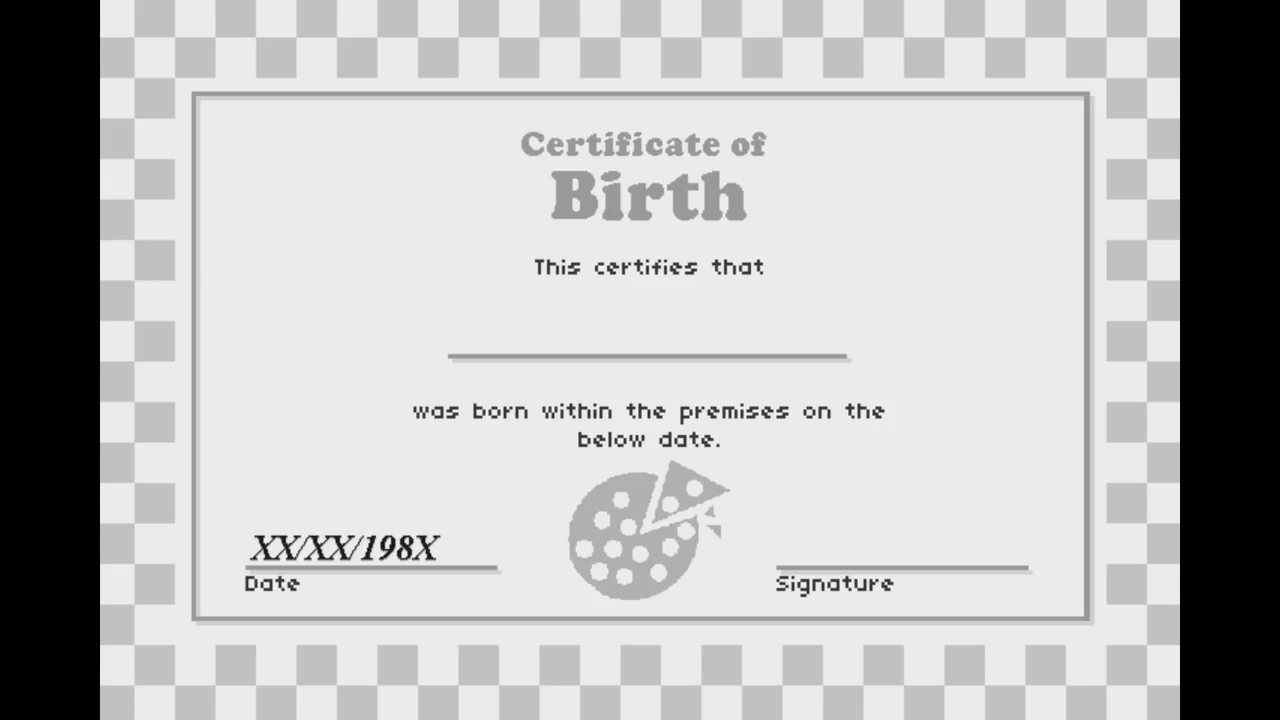 Certificate of
Birth
This certifies that
was born within the premises on the
below date.
XX/XX/198X
Date
Signature